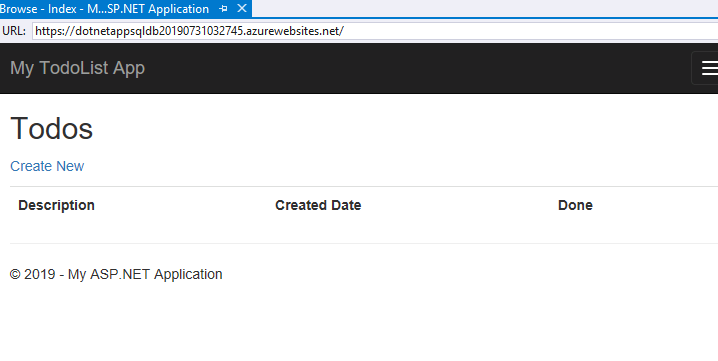 Browse - Index - M...SP.NET Application
URL: https://dotnetappsqldb20190731032745.azurewebsites.net/
My TodoList App
Todos
Create New
Description Created Date Done
© 2019 - My ASP.NET Application